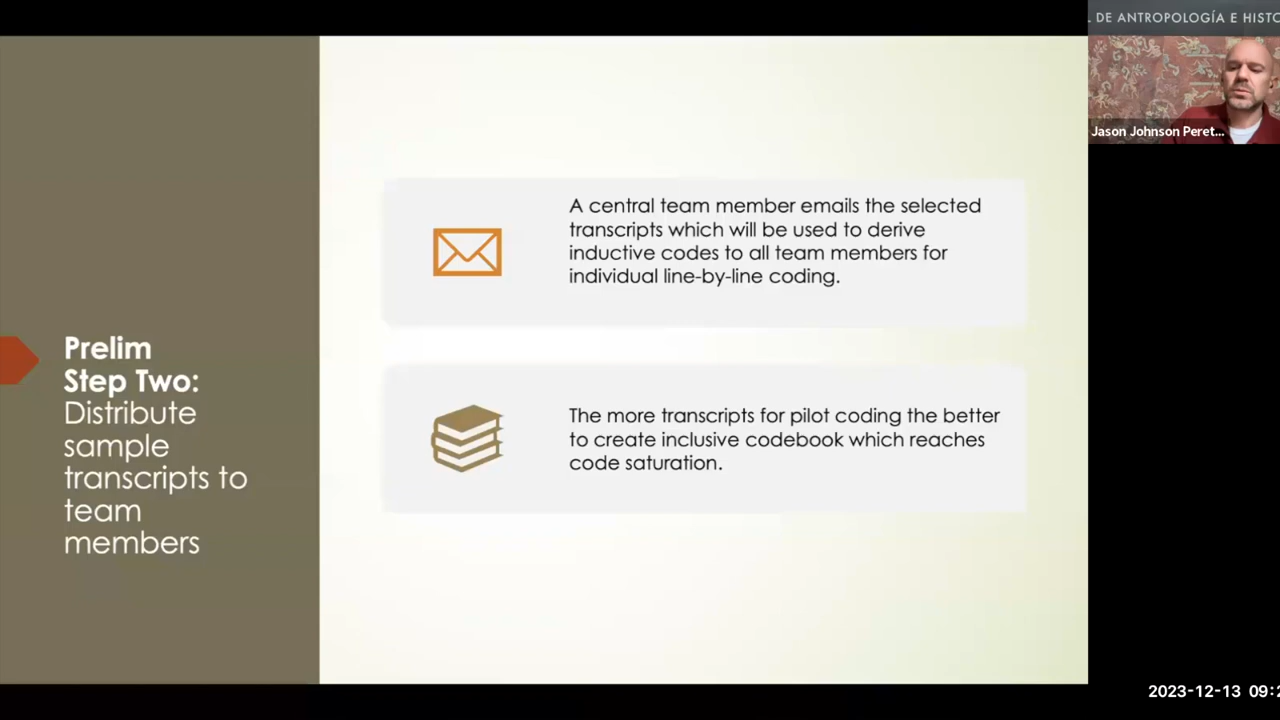 DE ANTROPOLOGÍA E HISTO
Jason Johnson Peret...
Prelim
Step Two:
Distribute
sample
transcripts to
team
members
A central team member emails the selected
transcripts which will be used to derive
inductive codes to all team members for
individual line-by-line coding.
The more transcripts for pilot coding the better
to create inclusive codebook which reaches
code saturation.
2023-12-13 09:2